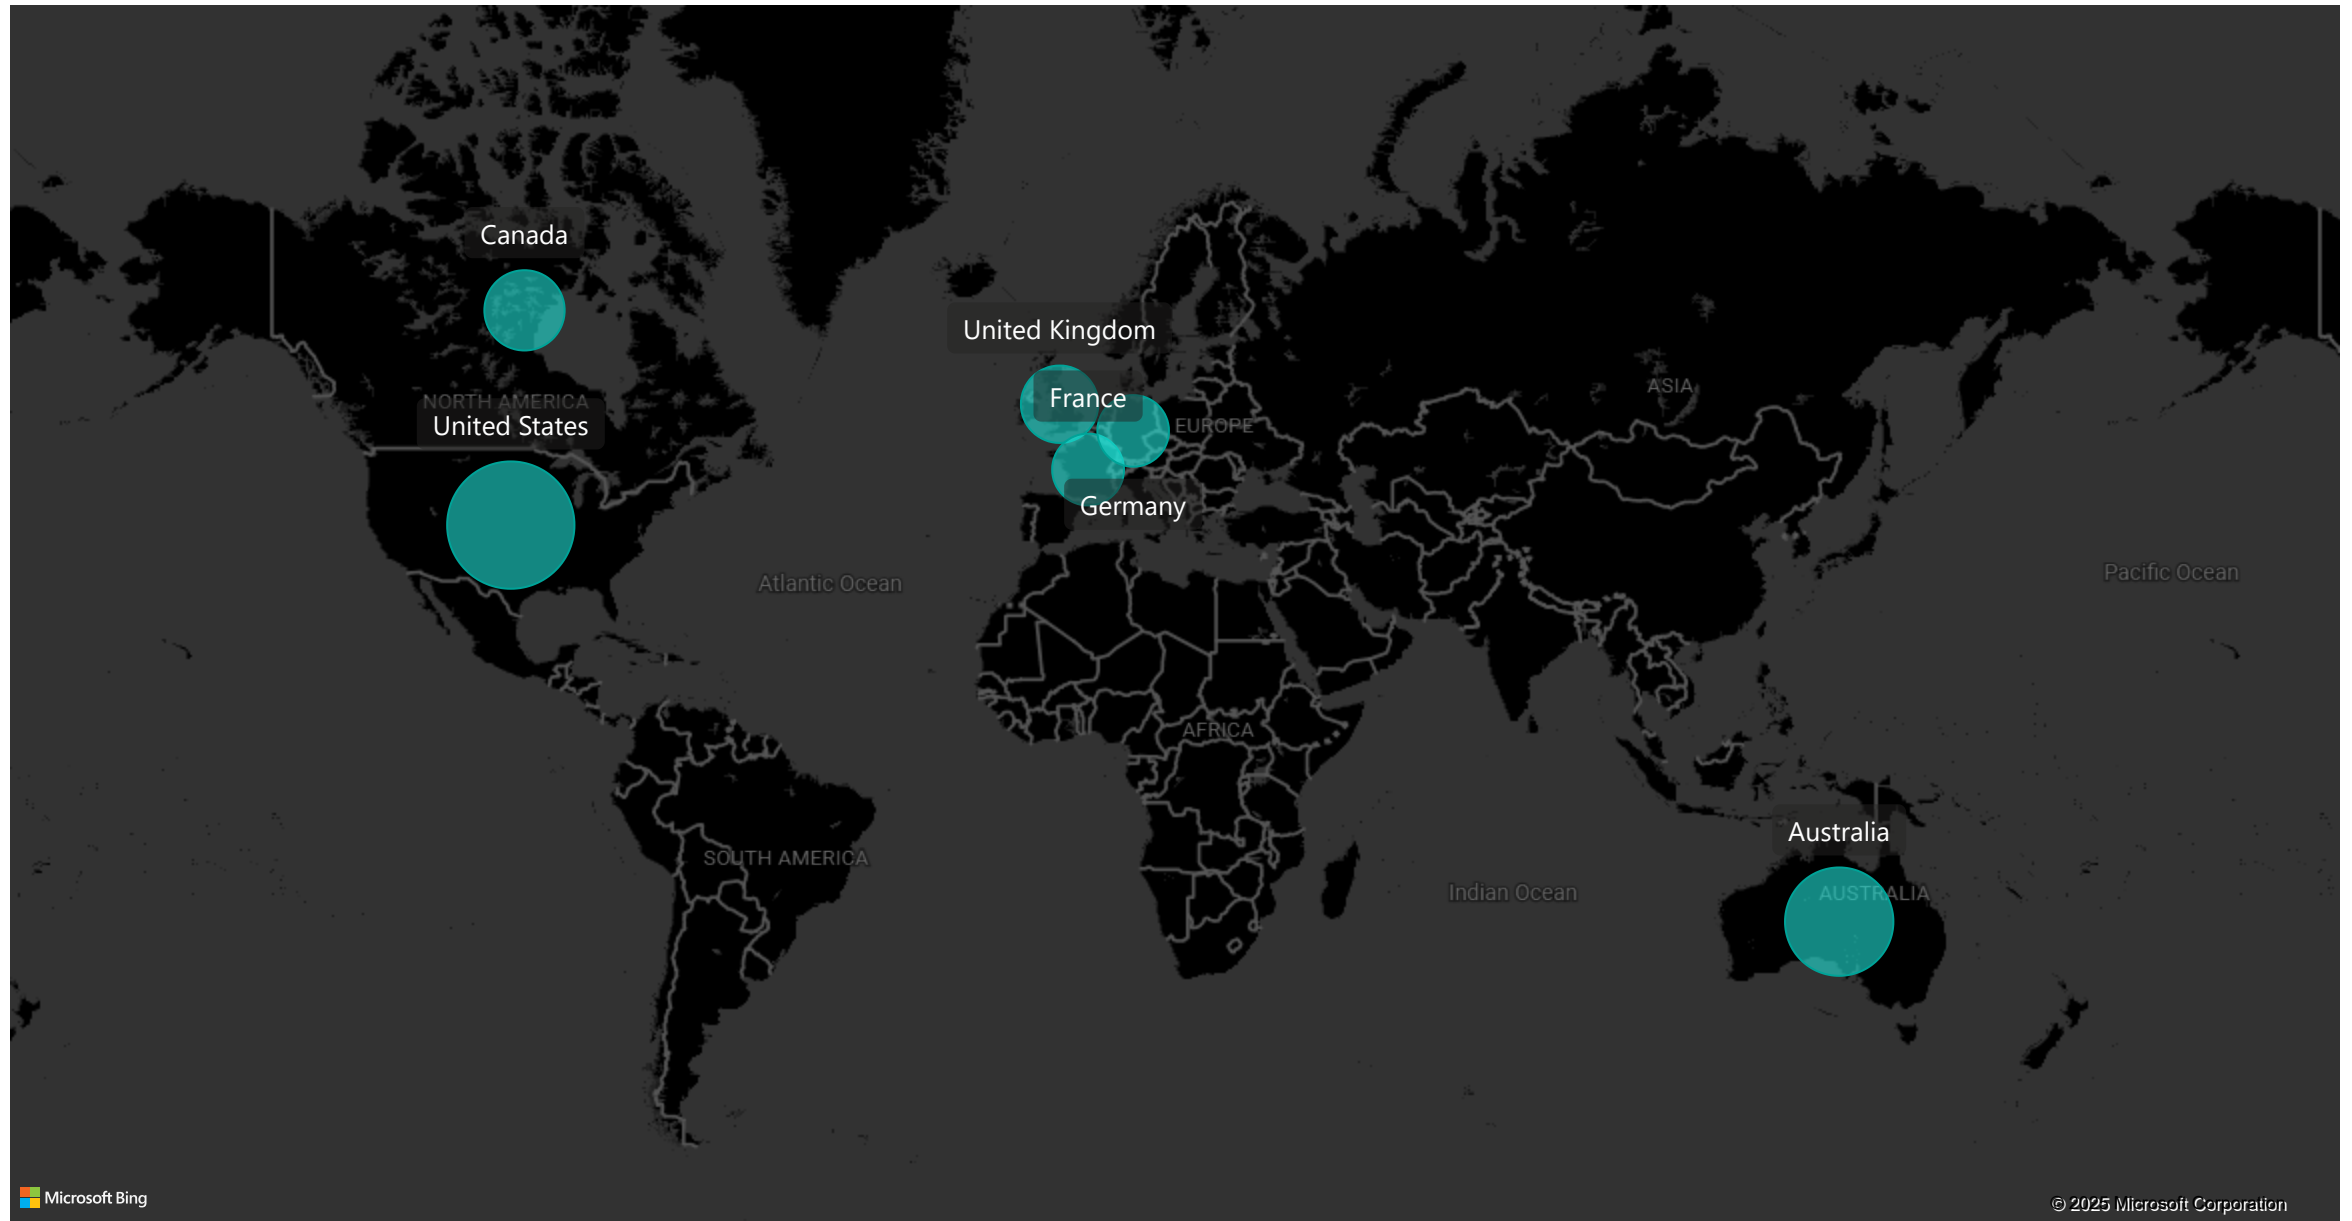 Canada
United Kingdom
ASIA
France
NORTH AMERICA
United States
EUROPE
Germany
Atlantic Ocean
Pacific Ocean
AFRICA
Australia
SOUTH AMERICA
Indian Ocean
AUSTRALIA
Microsoft Bing
© 2025 Microsoft Corporation